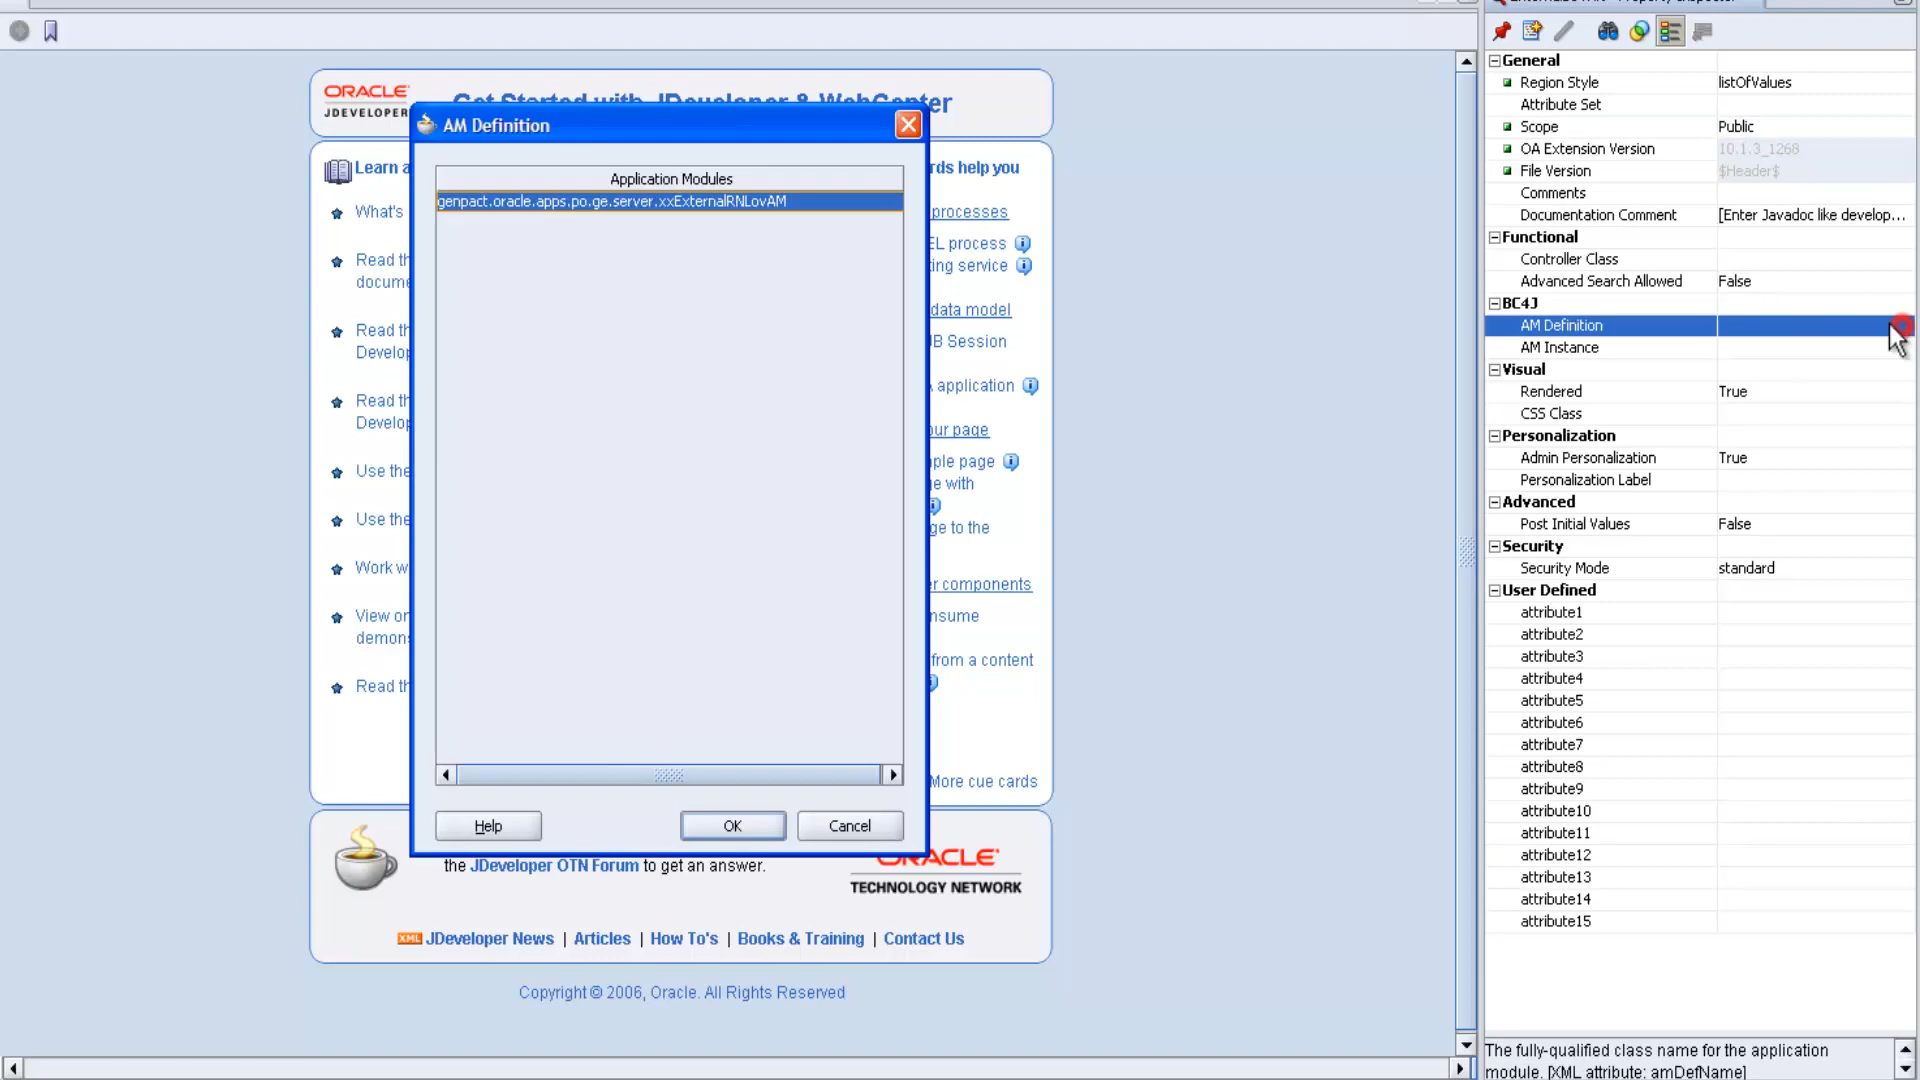 ORACLE
JDEVELOPER
AM Definition
Application Modules
genpact.oracle.apps.po.ge.server.xxExternalRNLovAM
Help
OK
Cancel
Learn a
What's
Read th
docume
Read th
Develop
Read th
Develop
Use the
Use the
Work w
View or
demons
Read th
rds help you
processes
EL process
ting service
data model
JB Session
application
our page
ple page
e with
ge to the
r components
nsume
from a content
More cue cards
the JDeveloper OTN Forum to get an answer.
ORACLE
TECHNOLOGY NETWORK
XML JDeveloper News | Articles | How To's | Books & Training | Contact Us
Copyright © 2006, Oracle. All Rights Reserved
General
Region Style listOfValues
Attribute Set
Scope Public
OA Extension Version 10.1.3_1268
File Version $Header$
Comments
Documentation Comment [Enter Javadoc like develop...
Functional
Controller Class
Advanced Search Allowed False
BC4J
AM Definition
AM Instance
Visual
Rendered True
CSS Class
Personalization
Admin Personalization True
Personalization Label
Advanced
Post Initial Values False
Security
Security Mode standard
User Defined
attribute1
attribute2
attribute3
attribute4
attribute5
attribute6
attribute7
attribute8
attribute9
attribute10
attribute11
attribute12
attribute13
attribute14
attribute15
The fully-qualified class name for the application
module. [XML attribute: amDefName]